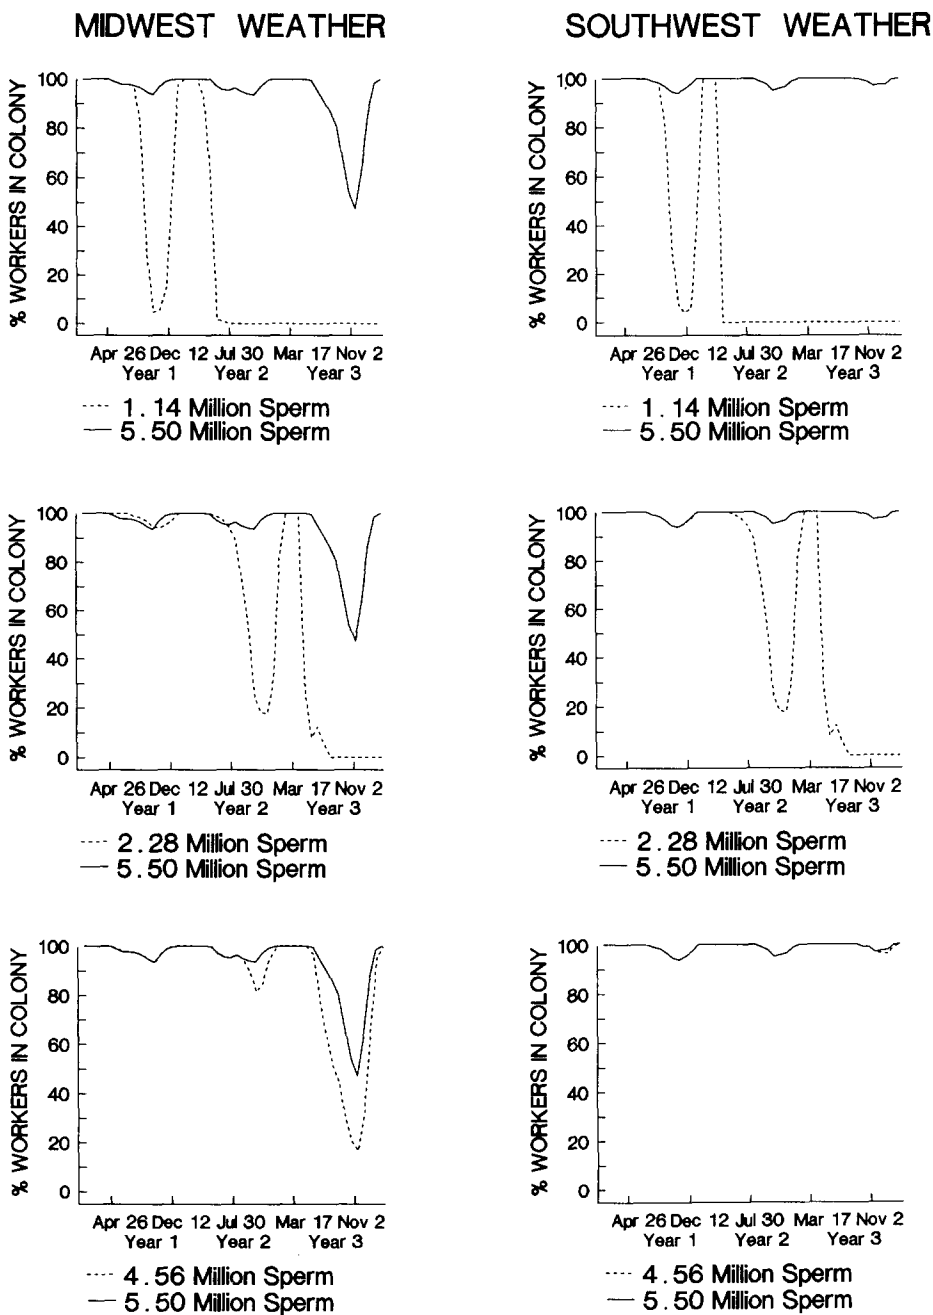 MIDWEST WEATHER
% WORKERS IN COLONY
100
80
60
40
20
0
Apr 26 Dec 12 Jul 30 Mar 17 Nov 2
Year 1 Year 2 Year 3
1.14 Million Sperm
5.50 Million Sperm
SOUTHWEST WEATHER
% WORKERS IN COLONY
100
80
60
40
20
0
Apr 26 Dec 12 Jul 30 Mar 17 Nov 2
Year 1 Year 2 Year 3
1.14 Million Sperm
5.50 Million Sperm
% WORKERS IN COLONY
100
80
60
40
20
0
Apr 26 Dec 12 Jul 30 Mar 17 Nov 2
Year 1 Year 2 Year 3
2.28 Million Sperm
5.50 Million Sperm
% WORKERS IN COLONY
100
80
60
40
20
0
Apr 26 Dec 12 Jul 30 Mar 17 Nov 2
Year 1 Year 2 Year 3
2.28 Million Sperm
5.50 Million Sperm
% WORKERS IN COLONY
100
80
60
40
20
0
Apr 26 Dec 12 Jul 30 Mar 17 Nov 2
Year 1 Year 2 Year 3
4.56 Million Sperm
5.50 Million Sperm
% WORKERS IN COLONY
100
80
60
40
20
0
Apr 26 Dec 12 Jul 30 Mar 17 Nov 2
Year 1 Year 2 Year 3
4.56 Million Sperm
5.50 Million Sperm